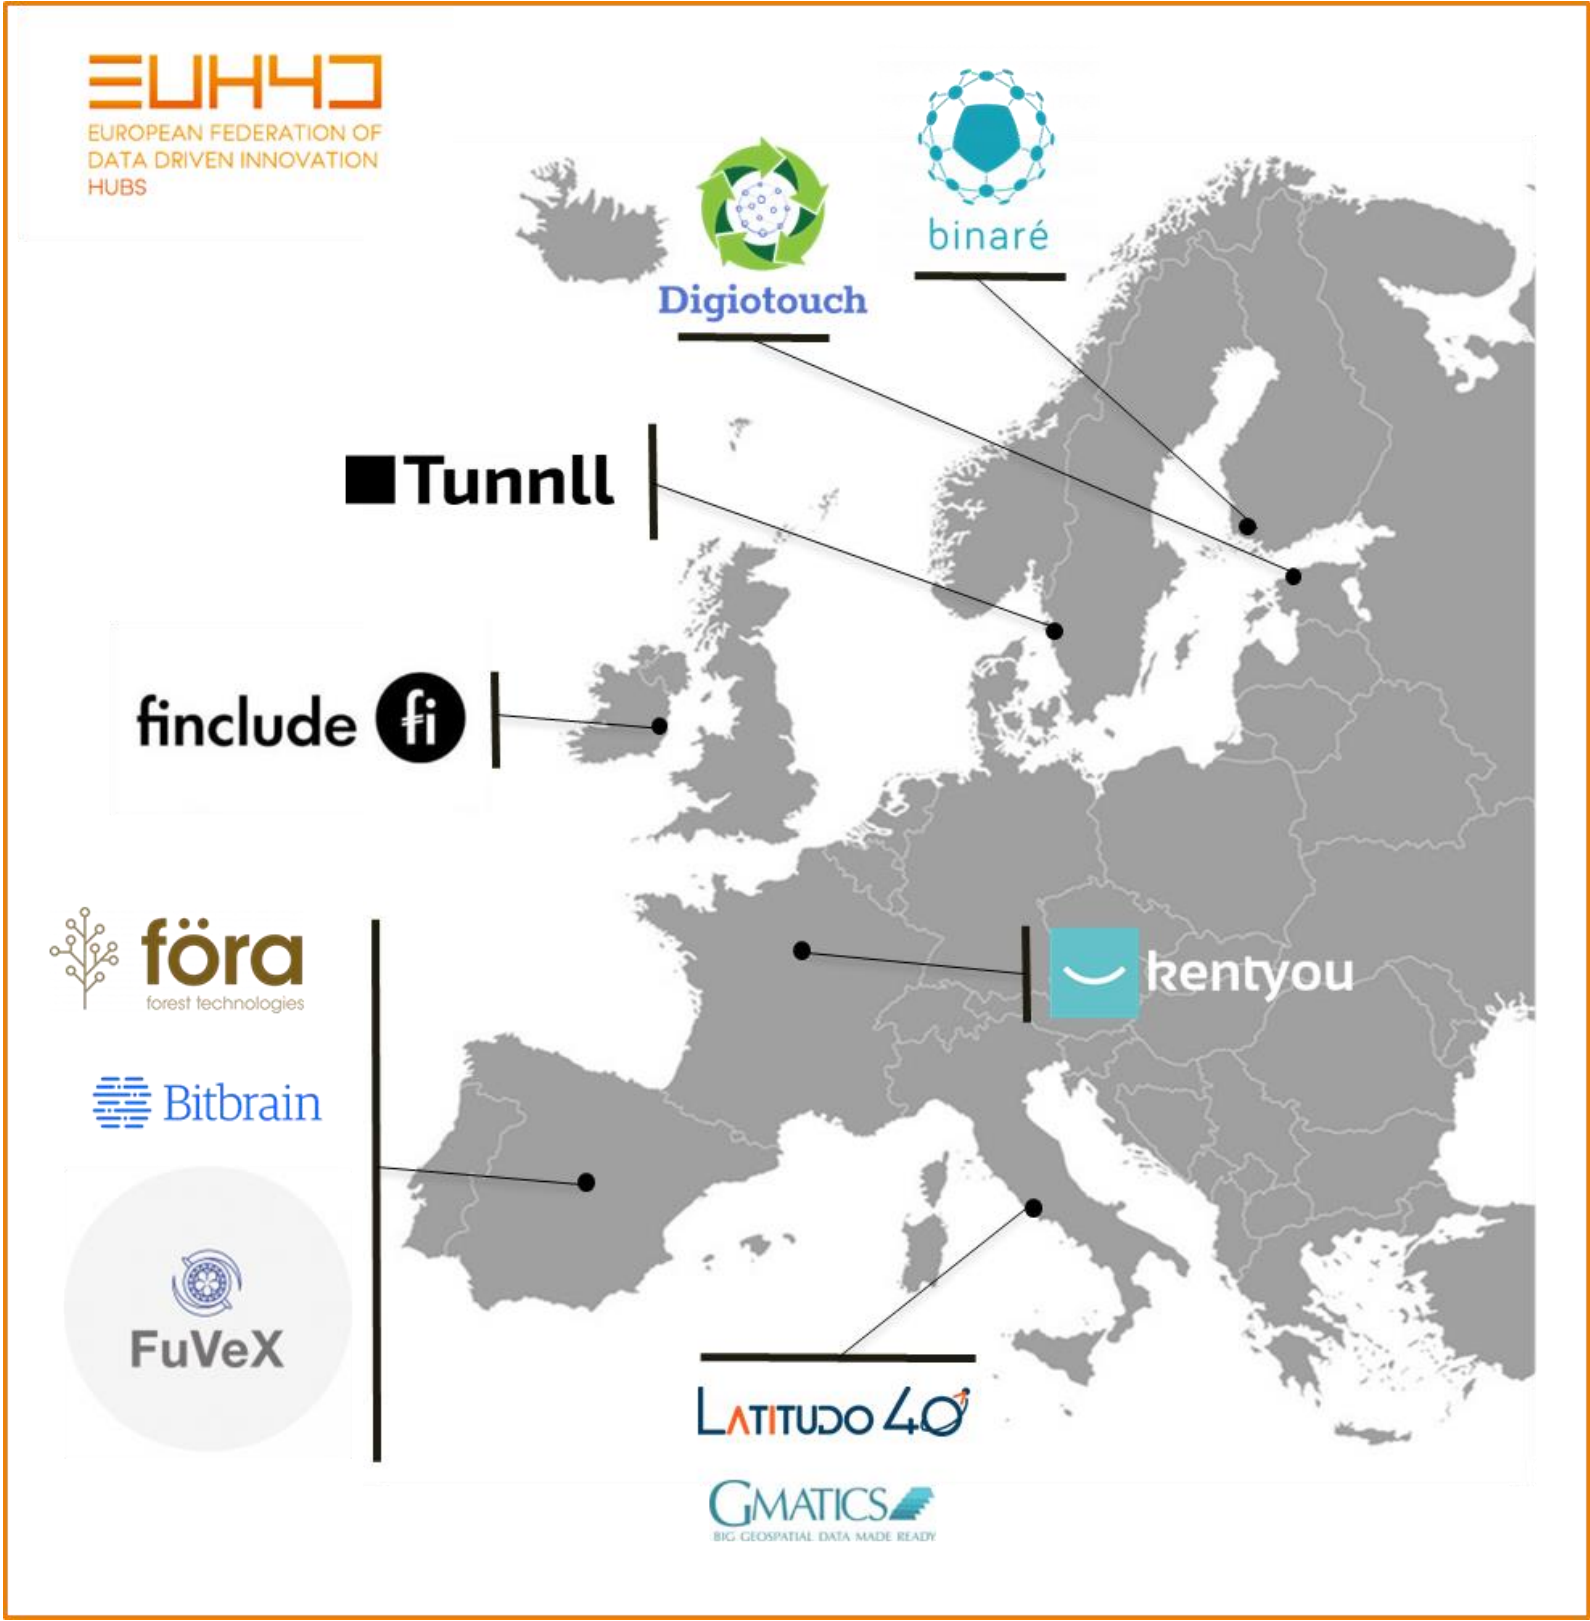 EUH4D
EUROPEAN FEDERATION OF
DATA DRIVEN INNOVATION
HUBS
binaré
Digiotouch
Tunnll
finclude fi
föra
forest technologies
kentyou
Bitbrain
FuVeX
LATITUDO 40
GMATICS
BIG GEOSPATIAL DATA MADE READY